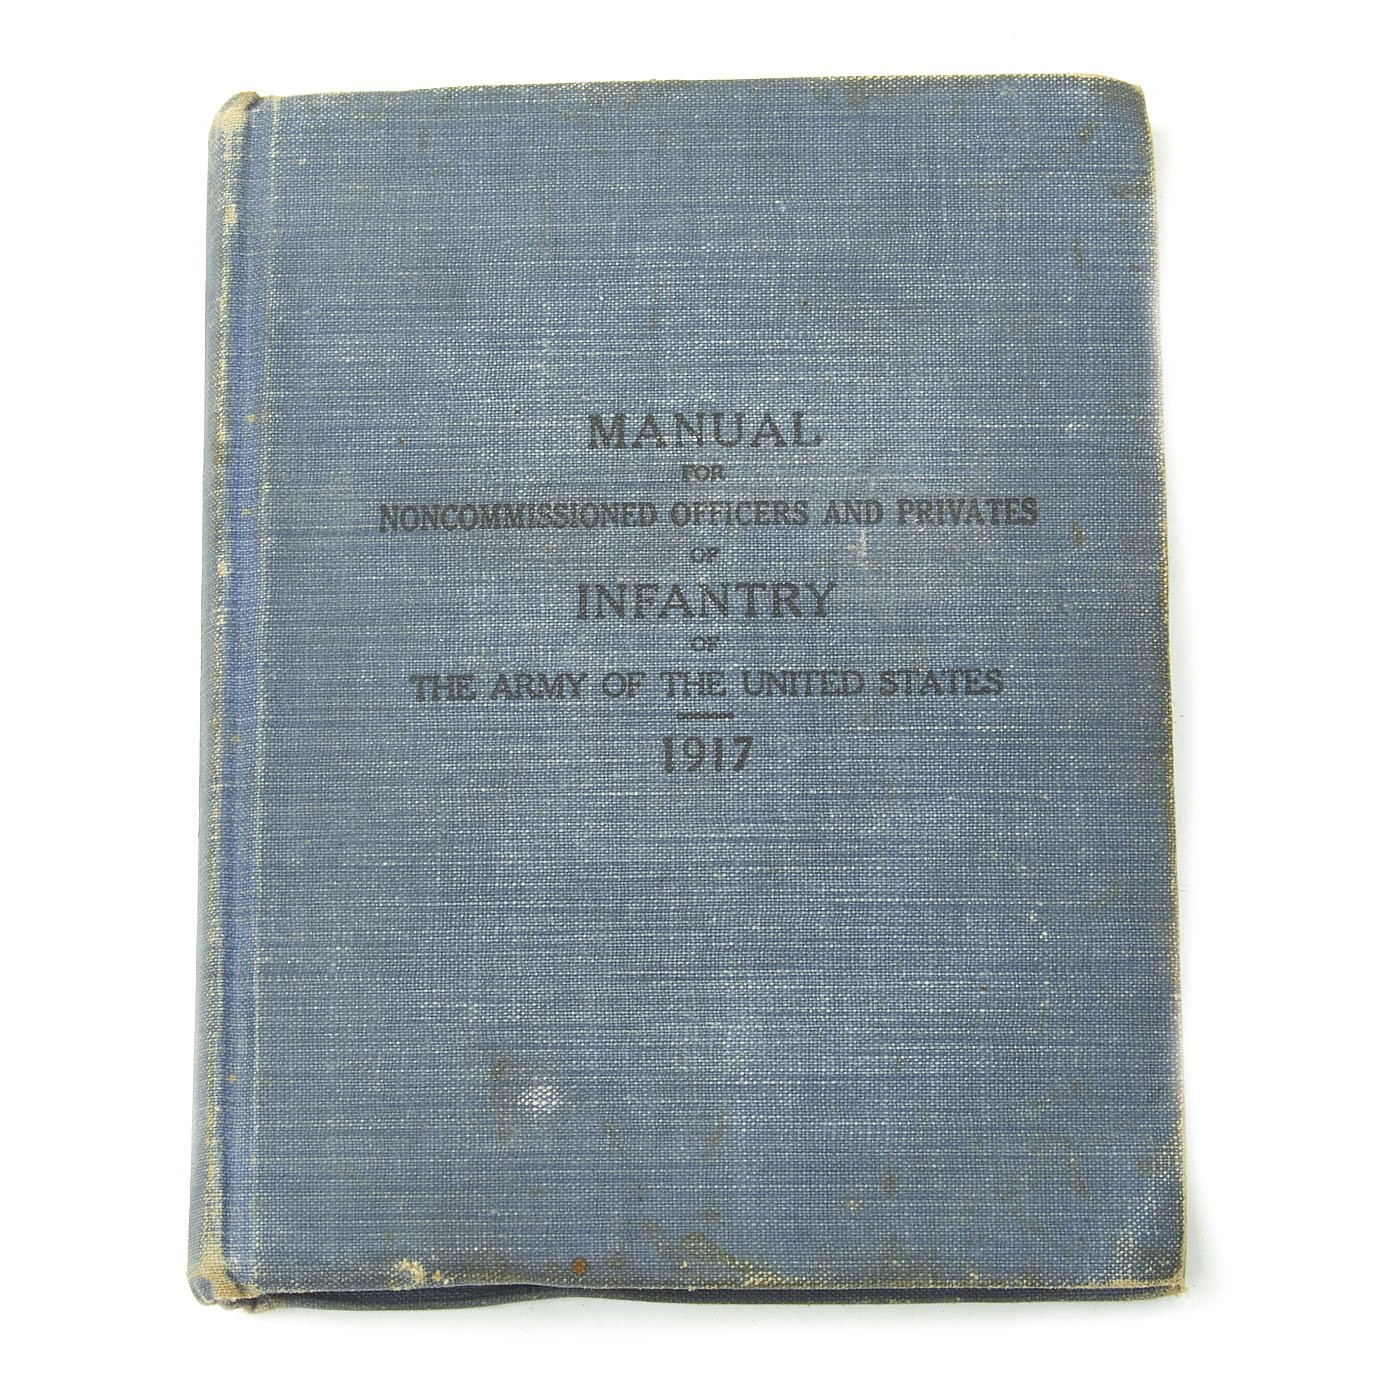 MANUAL
FOR
NONCOMMISSIONED OFFICERS AND PRIVATES
OF
INFANTRY
OF
THE ARMY OF THE UNITED STATES
1917